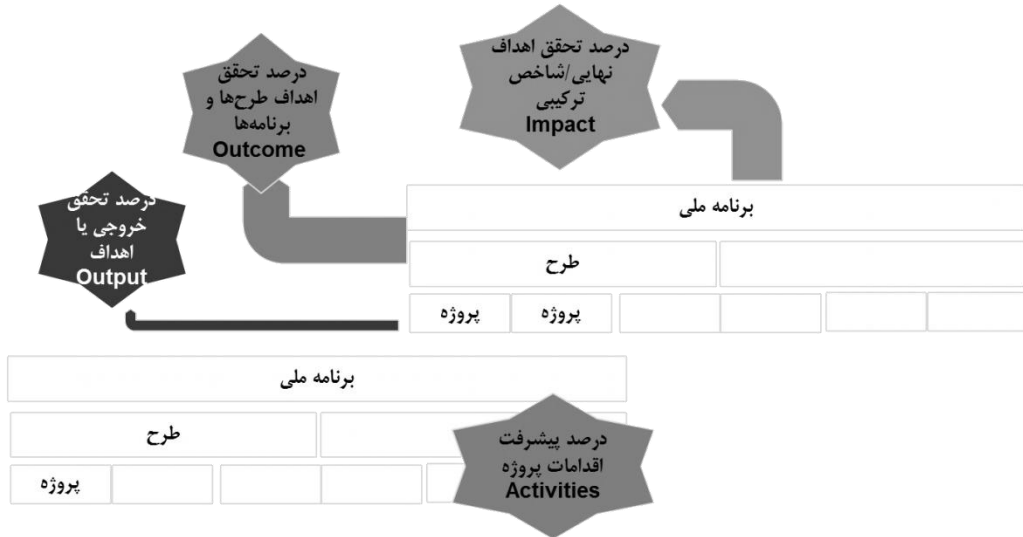 درصد تحقق اهداف
نهایی/شاخص
ترکیبی
Impact
درصد تحقق
اهداف طرح‌ها و
برنامه‌ها
Outcome
درصد تحقق
خروجی یا
اهداف
Output
برنامه ملی
طرح
پروژه
پروژه
برنامه ملی
طرح
پروژه
درصد پیشرفت
اقدامات پروژه
Activities